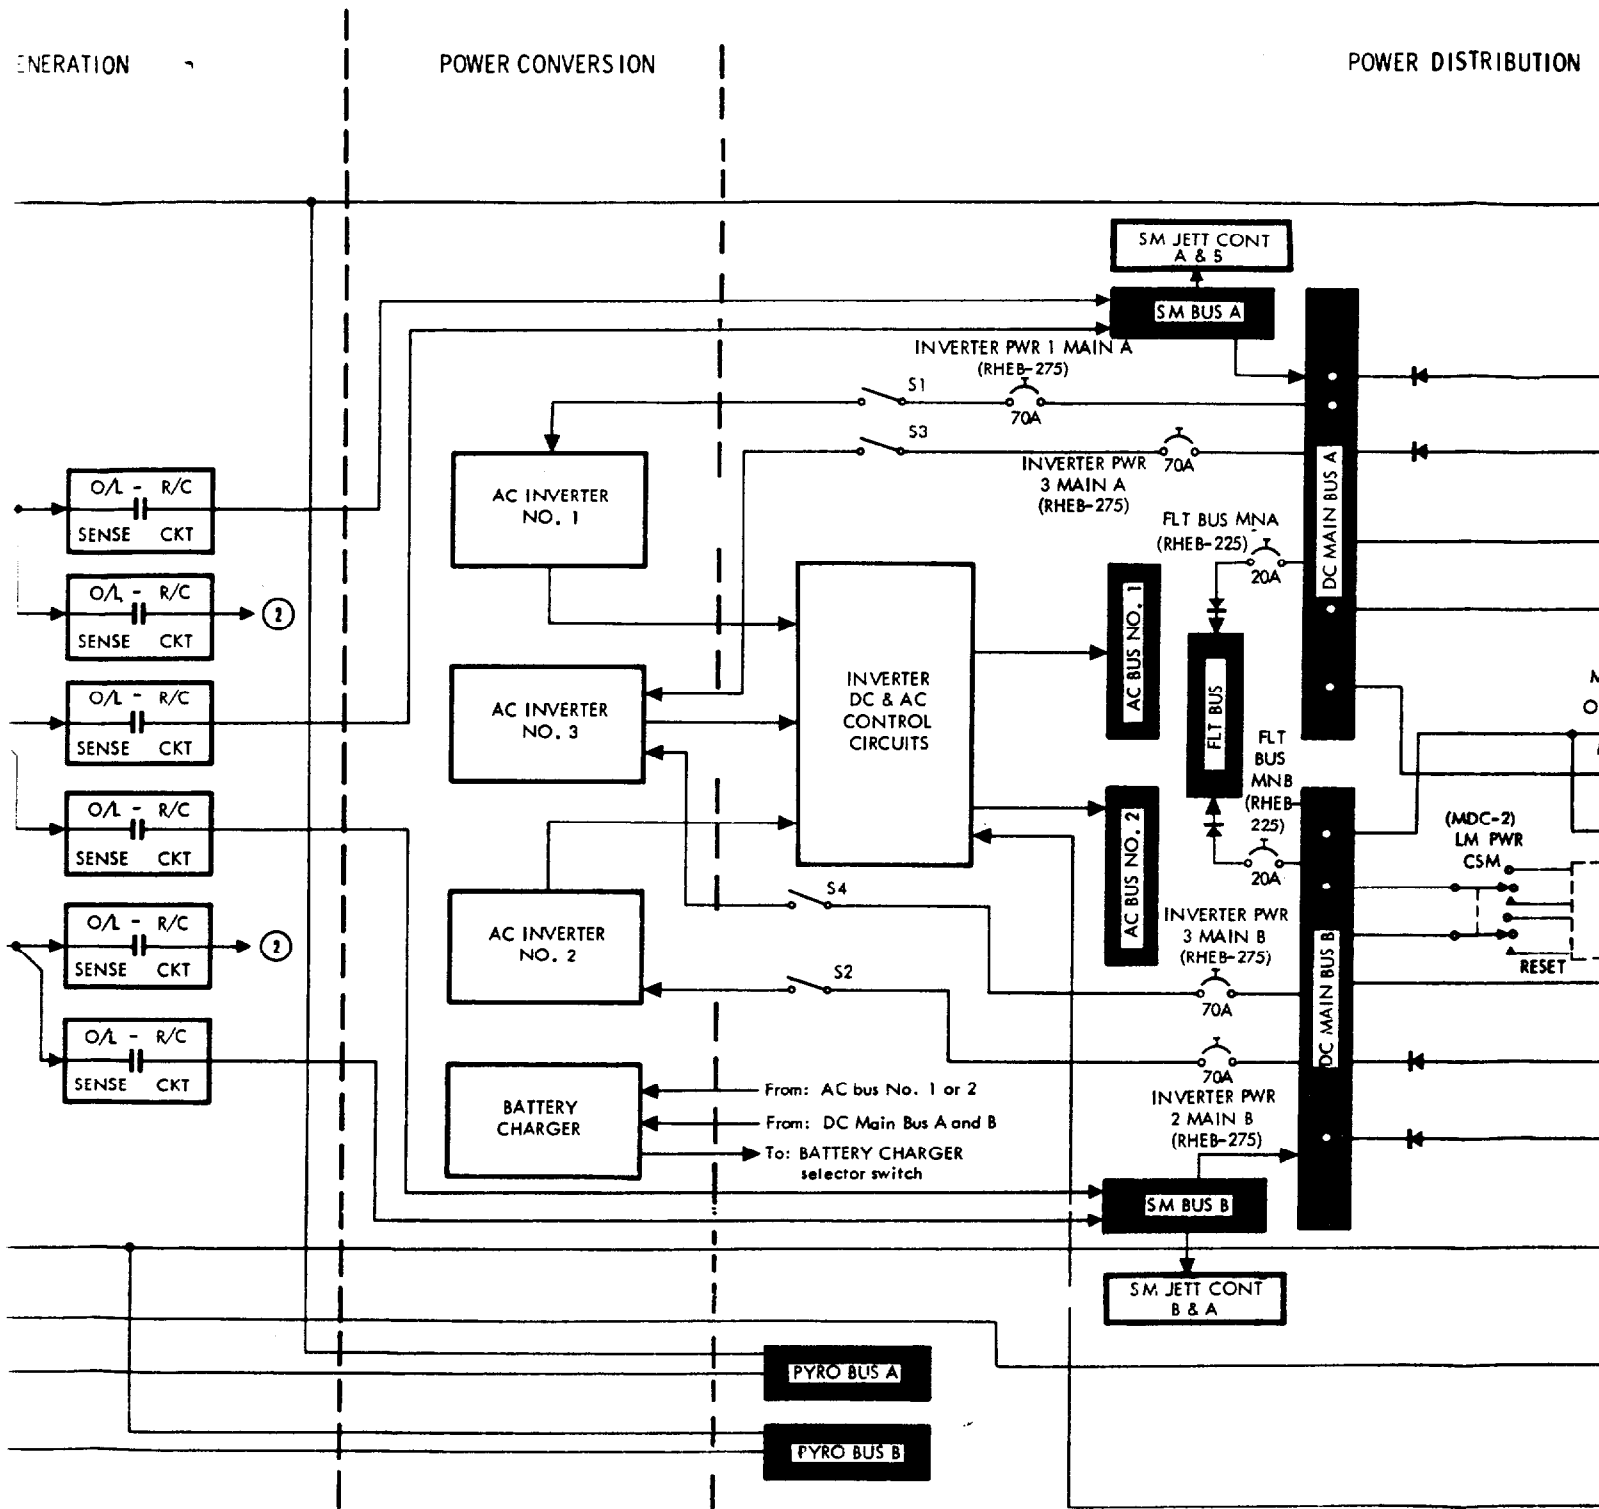 ENERATION
POWER CONVERSION
POWER DISTRIBUTION
SM JETT CONT
A & 5
SM BUS A
INVERTER PWR 1 MAIN A
(RHEB-275)
S1
70A
S3
70A
INVERTER PWR
3 MAIN A
(RHEB-275)
DC MAIN BUS A
O/L - R/C
SENSE CKT
AC INVERTER
NO. 1
FLT BUS MNA
(RHEB-225)
20A
O/L - R/C
SENSE CKT
2
AC BUS NO. 1
FLT BUS
O/L - R/C
SENSE CKT
AC INVERTER
NO. 3
INVERTER
DC & AC
CONTROL
CIRCUITS
FLT
BUS
MNB
(RHEB-
225)
20A
M
O
O/L - R/C
SENSE CKT
AC BUS NO. 2
(MDC-2)
LM PWR
CSM
RESET
S4
O/L - R/C
SENSE CKT
2
AC INVERTER
NO. 2
INVERTER PWR
3 MAIN B
(RHEB-275)
70A
DC MAIN BUS B
S2
O/L - R/C
SENSE CKT
70A
INVERTER PWR
2 MAIN B
(RHEB-275)
BATTERY
CHARGER
From: AC bus No. 1 or 2
From: DC Main Bus A and B
To: BATTERY CHARGER
selector switch
SM BUS B
SM JETT CONT
B & A
PYRO BUS A
PYRO BUS B